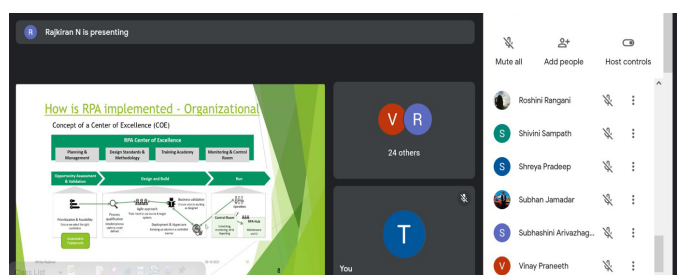 R
Rajkiran N is presenting
How is RPA implemented - Organizational
Concept of a Center of Excellence (COE)
RPA Center of Excellence
Planning &
Management
Design Standards &
Methodology
Training Academy
Monitoring & Control
Room
Opportunity Assessment
& Validation
Design and Build
Run
Prioritization & Feasibility
Process
qualification
Agile approach
Business validation
Deployment & Hypercare
Control Room
RPA Hub
8
V
R
24 others
T
You
Mute all
Add people
Host controls
Roshini Rangani
S
Shivini Sampath
S
Shreya Pradeep
Subhan Jamadar
S
Subhashini Arivazhag...
V
Vinay Praneeth